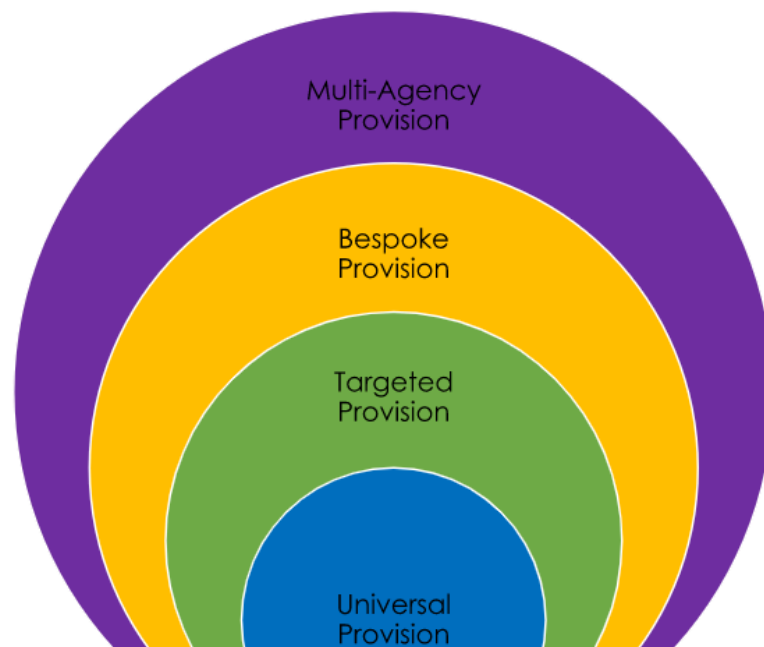 Multi-Agency
Provision
Bespoke
Provision
Targeted
Provision
Universal
Provision